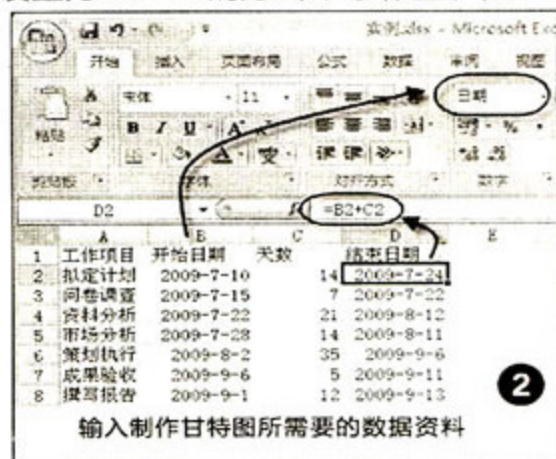 实例.xlsx - Microsoft Exc
开始 插入 页面布局 公式 数据 审阅 视图
宋体 11 日期
粘贴 B I U A A %
A 变
剪贴板 字体 对齐方式 数字
D2 =B2+C2
A B C D E
1 工作项目 开始日期 天数 结束日期
2 拟定计划 2009-7-10 14 2009-7-24
3 问卷调查 2009-7-15 7 2009-7-22
4 资料分析 2009-7-22 21 2009-8-12
5 市场分析 2009-7-28 14 2009-8-11
6 策划执行 2009-8-2 35 2009-9-6
7 成果验收 2009-9-6 5 2009-9-11
8 撰写报告 2009-9-1 12 2009-9-13
2
输入制作甘特图所需要的数据资料